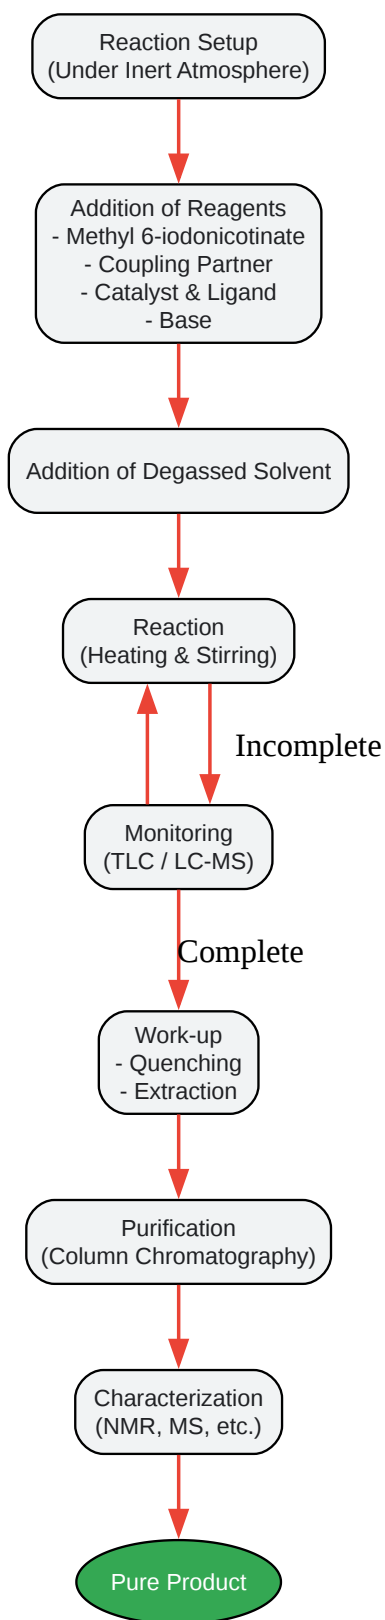 Reaction Setup
(Under Inert Atmosphere)
Addition of Reagents
- Methyl 6-iodonicotinate
- Coupling Partner
- Catalyst & Ligand
- Base
Addition of Degassed Solvent
Reaction
(Heating & Stirring)
Incomplete
Monitoring
(TLC / LC-MS)
Complete
Work-up
- Quenching
- Extraction
Purification
(Column Chromatography)
Characterization
(NMR, MS, etc.)
Pure Product